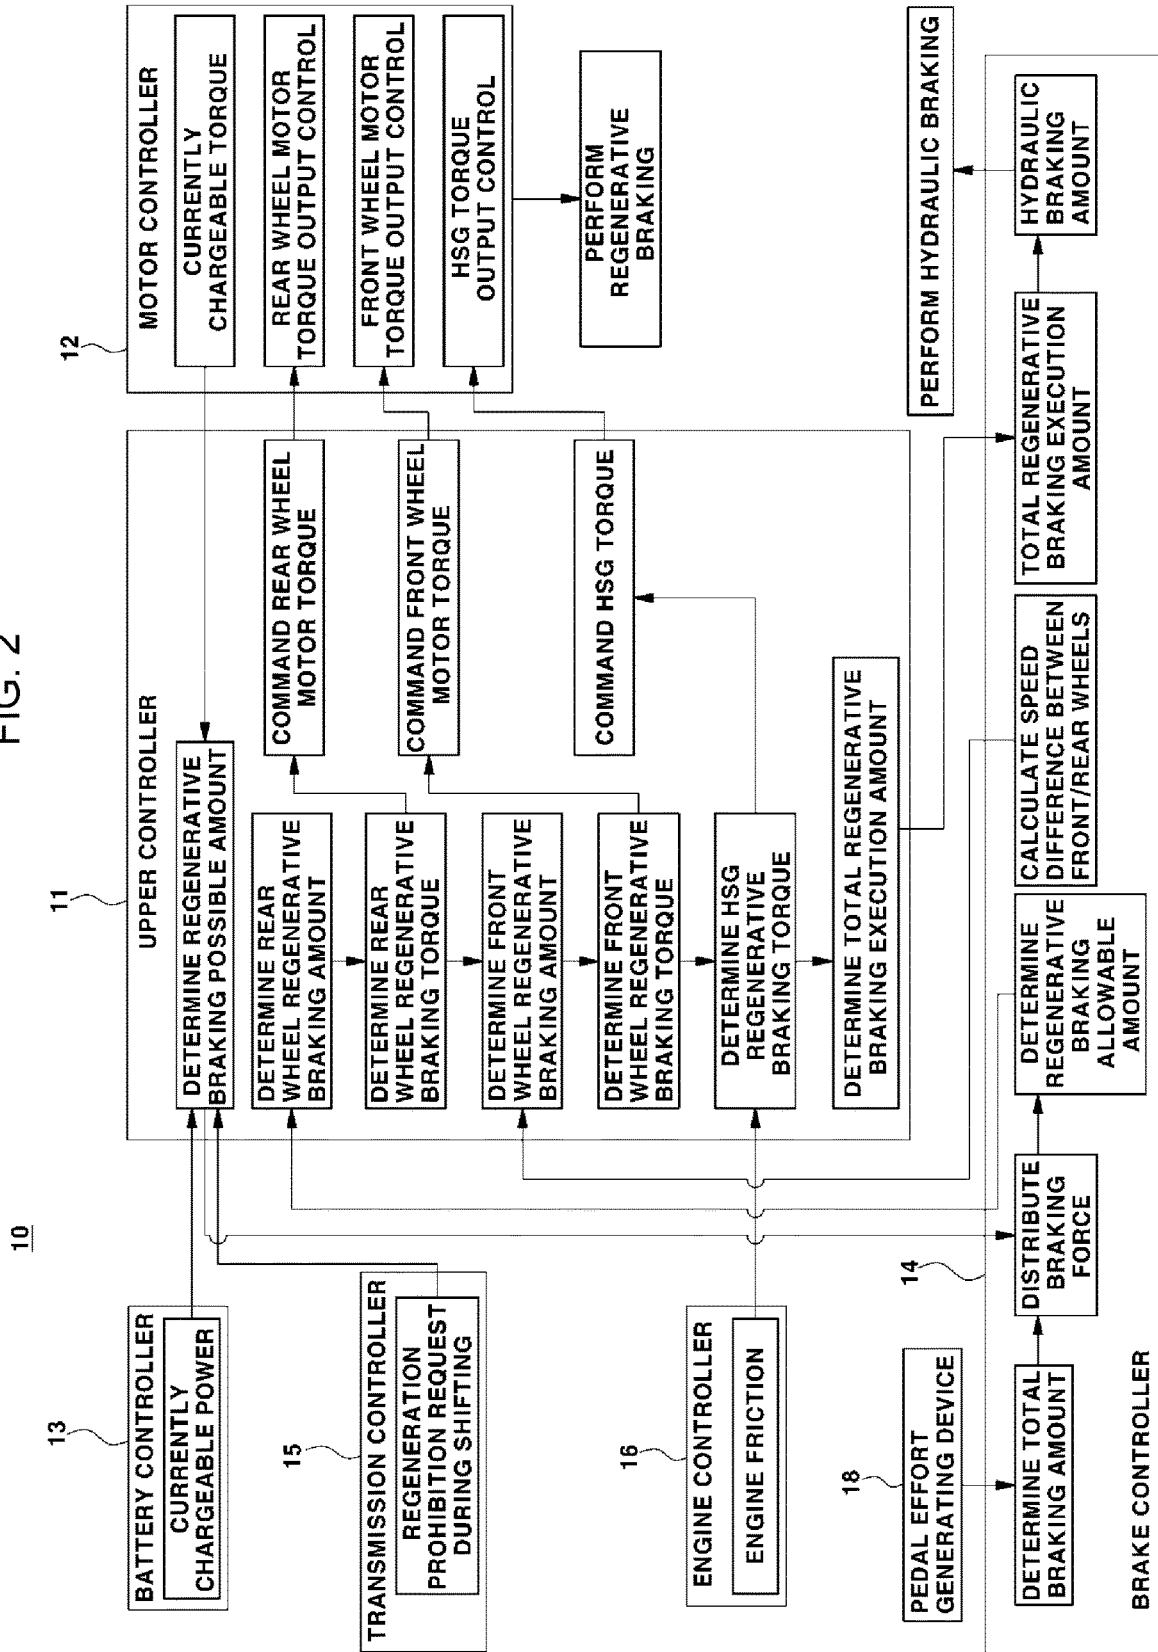 FIG. 2
10
13
BATTERY CONTROLLER
CURRENTLY
CHARGEABLE POWER
15
TRANSMISSION CONTROLLER
REGENERATION
PROHIBITION REQUEST
DURING SHIFTING
16
ENGINE CONTROLLER
ENGINE FRICTION
18
PEDAL EFFORT
GENERATING DEVICE
11
UPPER CONTROLLER
DETERMINE REGENERATIVE
BRAKING POSSIBLE AMOUNT
DETERMINE REAR
WHEEL REGENERATIVE
BRAKING AMOUNT
DETERMINE REAR
WHEEL REGENERATIVE
BRAKING TORQUE
DETERMINE FRONT
WHEEL REGENERATIVE
BRAKING AMOUNT
DETERMINE FRONT
WHEEL REGENERATIVE
BRAKING TORQUE
DETERMINE HSG
REGENERATIVE
BRAKING TORQUE
DETERMINE TOTAL REGENERATIVE
BRAKING EXECUTION AMOUNT
COMMAND REAR WHEEL
MOTOR TORQUE
COMMAND FRONT WHEEL
MOTOR TORQUE
COMMAND HSG TORQUE
12
MOTOR CONTROLLER
CURRENTLY
CHARGEABLE TORQUE
REAR WHEEL MOTOR
TORQUE OUTPUT CONTROL
FRONT WHEEL MOTOR
TORQUE OUTPUT CONTROL
HSG TORQUE
OUTPUT CONTROL
PERFORM
REGENERATIVE
BRAKING
PERFORM HYDRAULIC BRAKING
14
DETERMINE TOTAL
BRAKING AMOUNT
DISTRIBUTE
BRAKING
FORCE
DETERMINE
REGENERATIVE
BRAKING
ALLOWABLE
AMOUNT
CALCULATE SPEED
DIFFERENCE BETWEEN
FRONT/REAR WHEELS
TOTAL REGENERATIVE
BRAKING EXECUTION
AMOUNT
HYDRAULIC
BRAKING
AMOUNT
BRAKE CONTROLLER